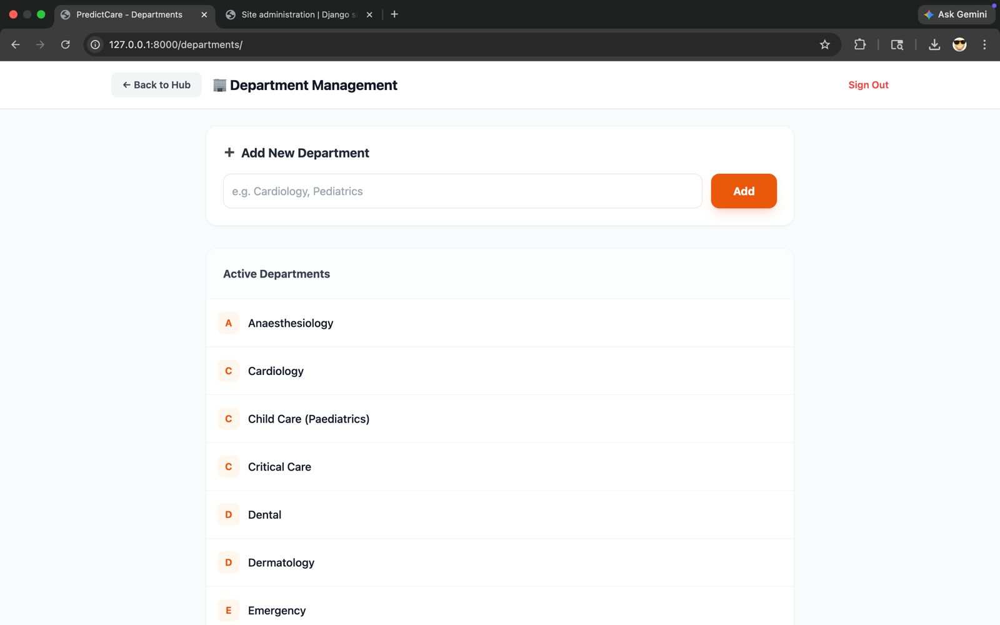 PredictCare - Departments
Site administration | Django s
Ask Gemini
127.0.0.1:8000/departments/
← Back to Hub
Department Management
Sign Out
+ Add New Department
e.g. Cardiology, Pediatrics
Add
Active Departments
A Anaesthesiology
C Cardiology
C Child Care (Paediatrics)
C Critical Care
D Dental
D Dermatology
E Emergency